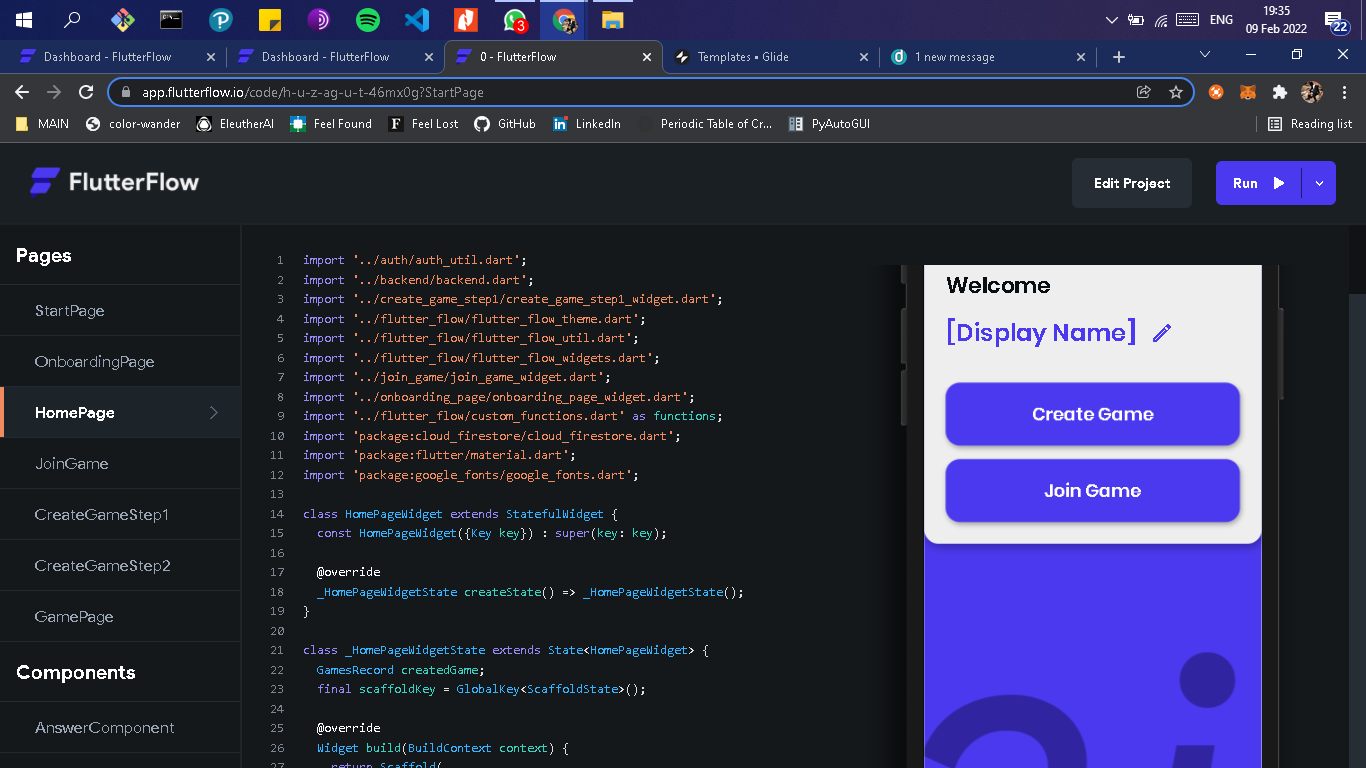 3
ENG
19:35
09 Feb 2022
22
Dashboard - FlutterFlow
Dashboard - FlutterFlow
0 - FlutterFlow
Templates • Glide
1 new message
app.flutterflow.io/code/h-u-z-ag-u-t-46mx0g?StartPage
MAIN
color-wander
EleutherAI
Feel Found
Feel Lost
GitHub
LinkedIn
Periodic Table of Cr...
PyAutoGUI
Reading list
FlutterFlow
Edit Project
Run
Pages
StartPage
OnboardingPage
HomePage
JoinGame
CreateGameStep1
CreateGameStep2
GamePage
Components
AnswerComponent
1 import '../auth/auth_util.dart';
2 import '../backend/backend.dart';
3 import '../create_game_step1/create_game_step1_widget.dart';
4 import '../flutter_flow/flutter_flow_theme.dart';
5 import '../flutter_flow/flutter_flow_util.dart';
6 import '../flutter_flow/flutter_flow_widgets.dart';
7 import '../join_game/join_game_widget.dart';
8 import '../onboarding_page/onboarding_page_widget.dart';
9 import '../flutter_flow/custom_functions.dart' as functions;
10 import 'package:cloud_firestore/cloud_firestore.dart';
11 import 'package:flutter/material.dart';
12 import 'package:google_fonts/google_fonts.dart';
13
14 class HomePageWidget extends StatefulWidget {
15 const HomePageWidget({Key key}) : super(key: key);
16
17 @override
18 _HomePageWidgetState createState() => _HomePageWidgetState();
19 }
20
21 class _HomePageWidgetState extends State<HomePageWidget> {
22 GamesRecord createdGame;
23 final scaffoldKey = GlobalKey<ScaffoldState>();
24
25 @override
26 Widget build(BuildContext context) {
27 return Scaffold(
Welcome
[Display Name]
Create Game
Join Game